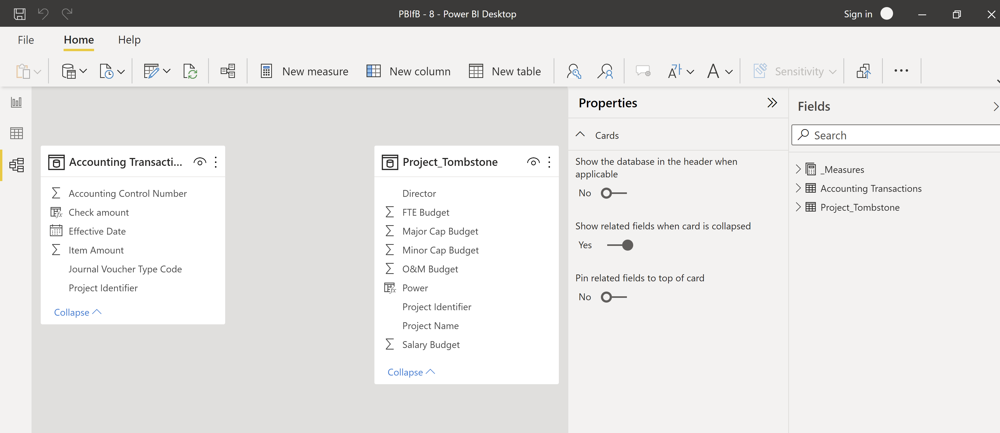 PBIfB - 8 - Power BI Desktop
Sign in
File Home Help
New measure New column New table Sensitivity
Accounting Transacti...
Accounting Control Number
Check amount
Effective Date
Item Amount
Journal Voucher Type Code
Project Identifier
Collapse
Project_Tombstone
Director
FTE Budget
Major Cap Budget
Minor Cap Budget
O&M Budget
Power
Project Identifier
Project Name
Salary Budget
Collapse
Properties
Cards
Show the database in the header when
applicable
No
Show related fields when card is collapsed
Yes
Pin related fields to top of card
No
Fields
Search
_Measures
Accounting Transactions
Project_Tombstone